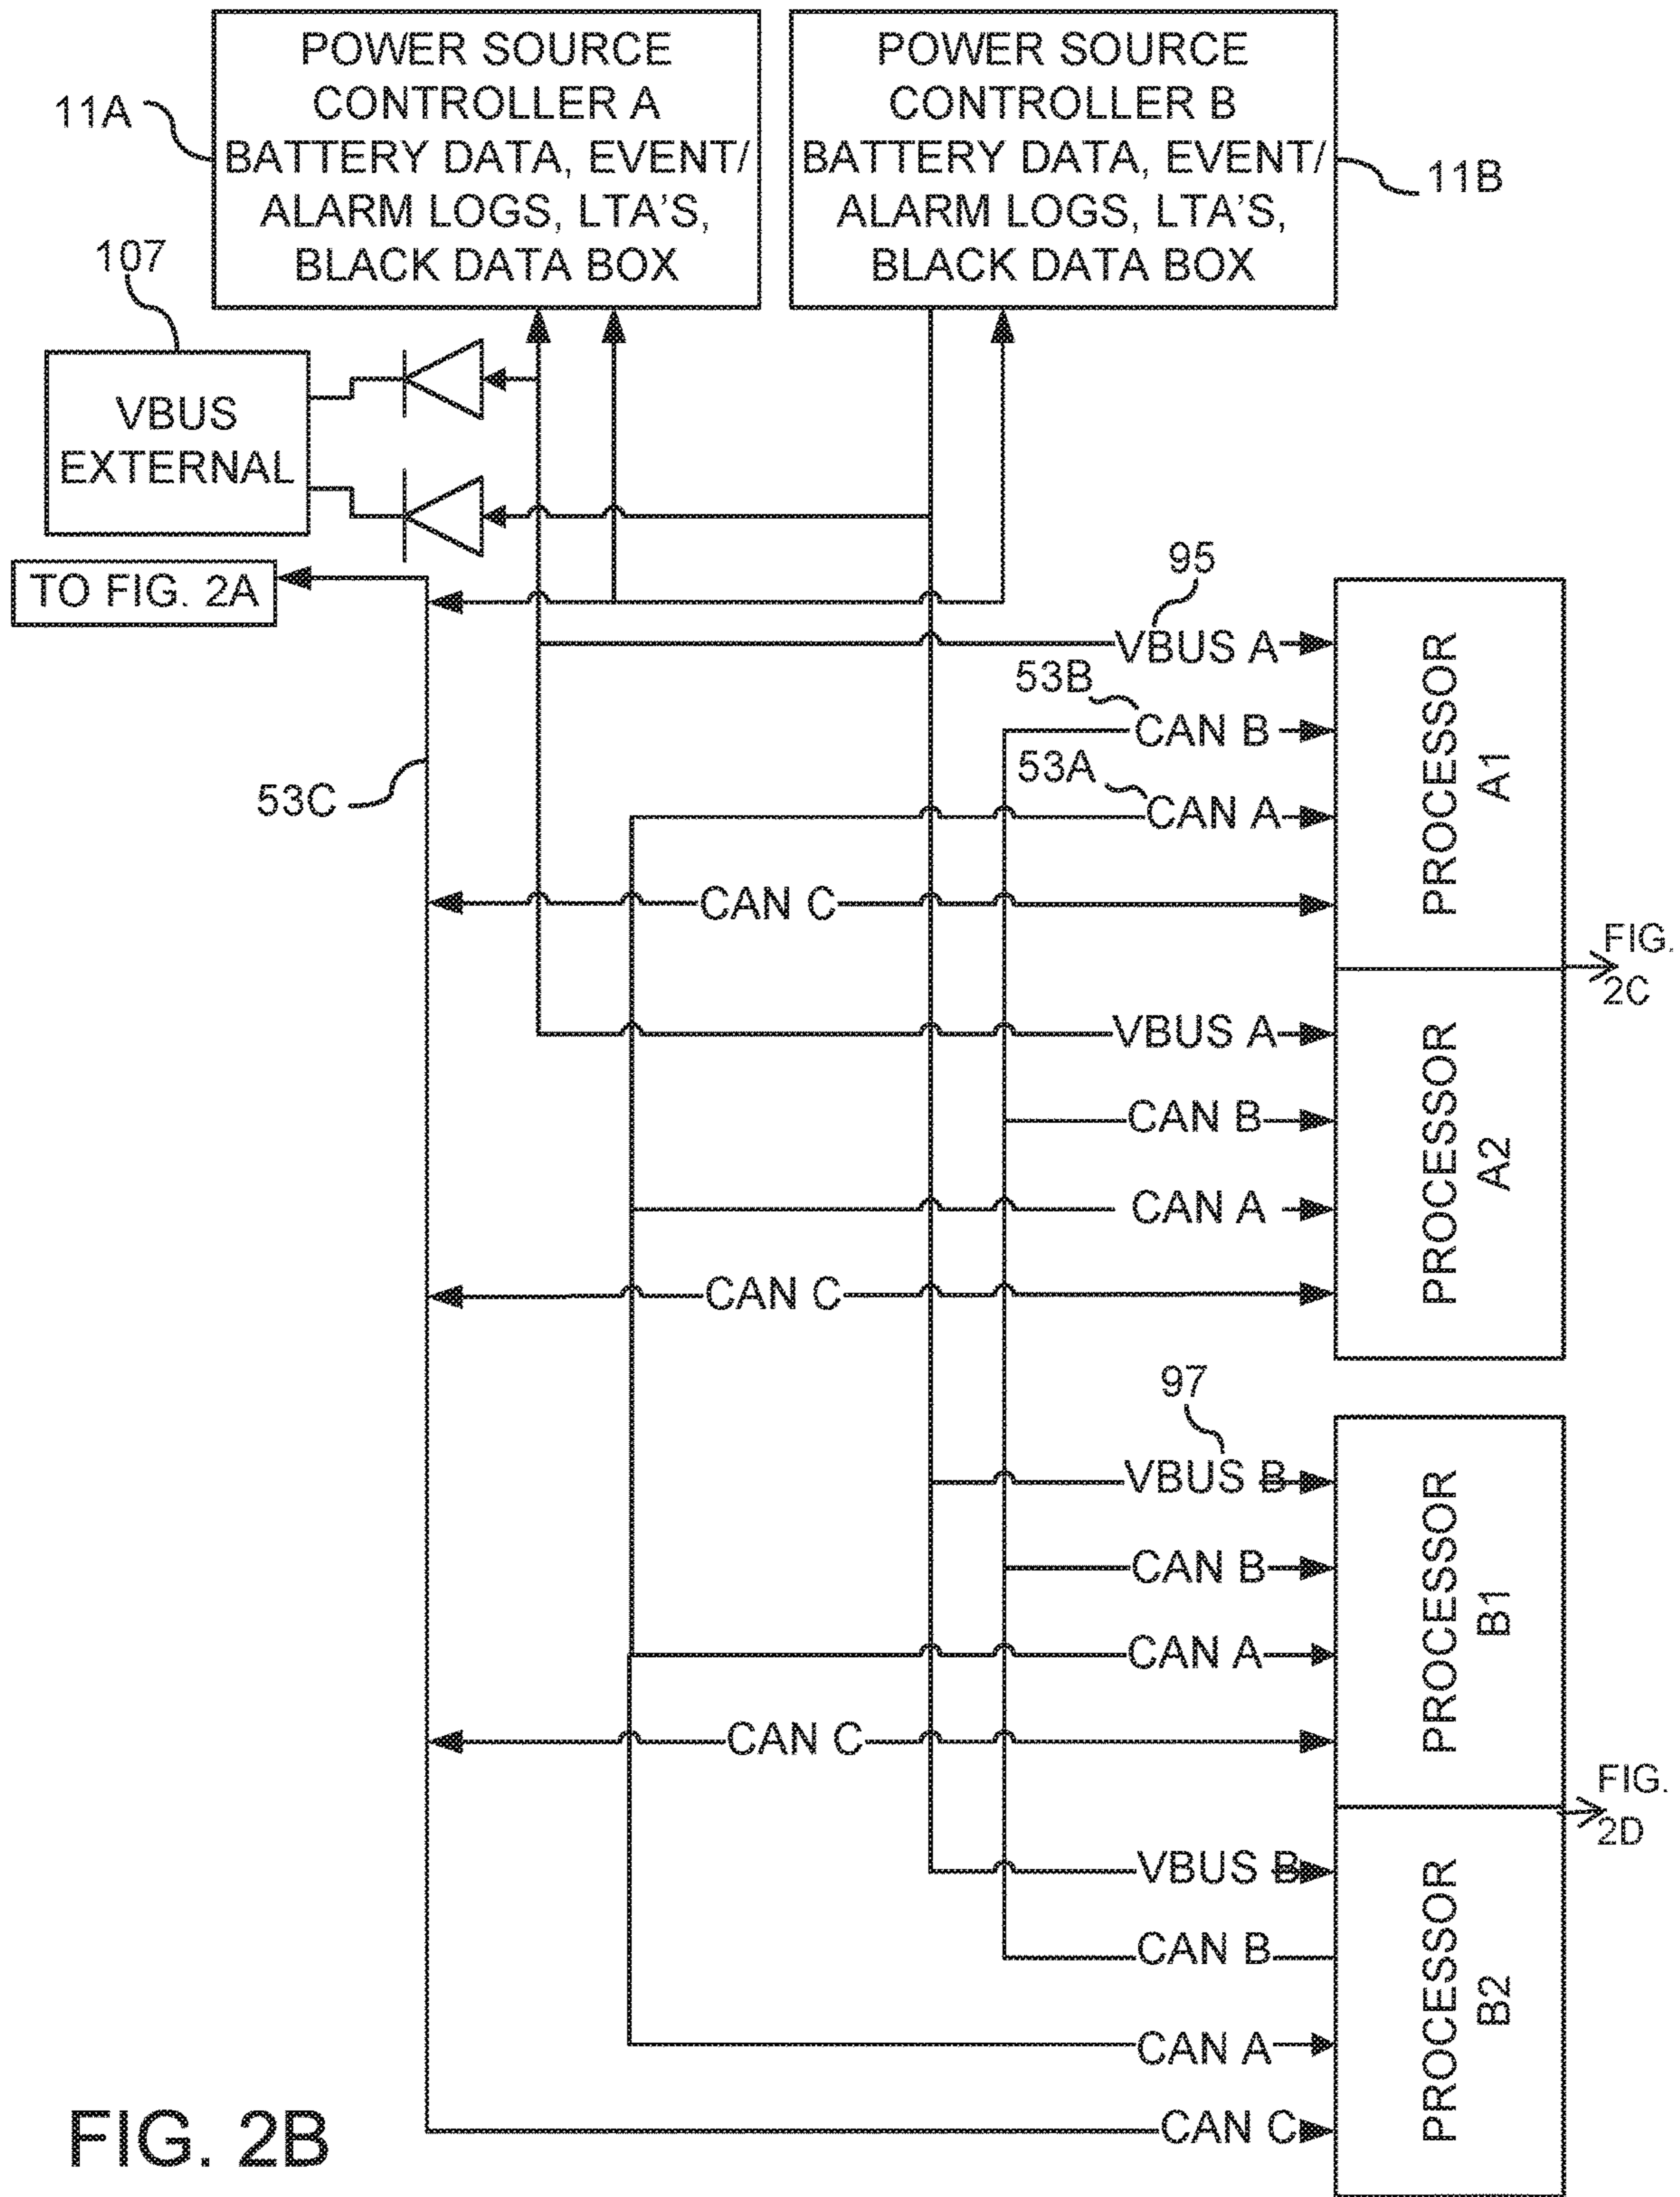 POWER SOURCE
CONTROLLER A
BATTERY DATA, EVENT/
ALARM LOGS, LTA'S,
BLACK DATA BOX
POWER SOURCE
CONTROLLER B
BATTERY DATA, EVENT/
ALARM LOGS, LTA'S,
BLACK DATA BOX
11A
11B
107
VBUS
EXTERNAL
TO FIG. 2A
95
VBUS A
53B
CAN B
53A
CAN A
53C
CAN C
PROCESSOR
A1
FIG.
2C
VBUS A
CAN B
CAN A
CAN C
PROCESSOR
A2
97
VBUS B
CAN B
CAN A
CAN C
PROCESSOR
B1
FIG.
2D
VBUS B
CAN B
CAN A
CAN C
PROCESSOR
B2
FIG. 2B